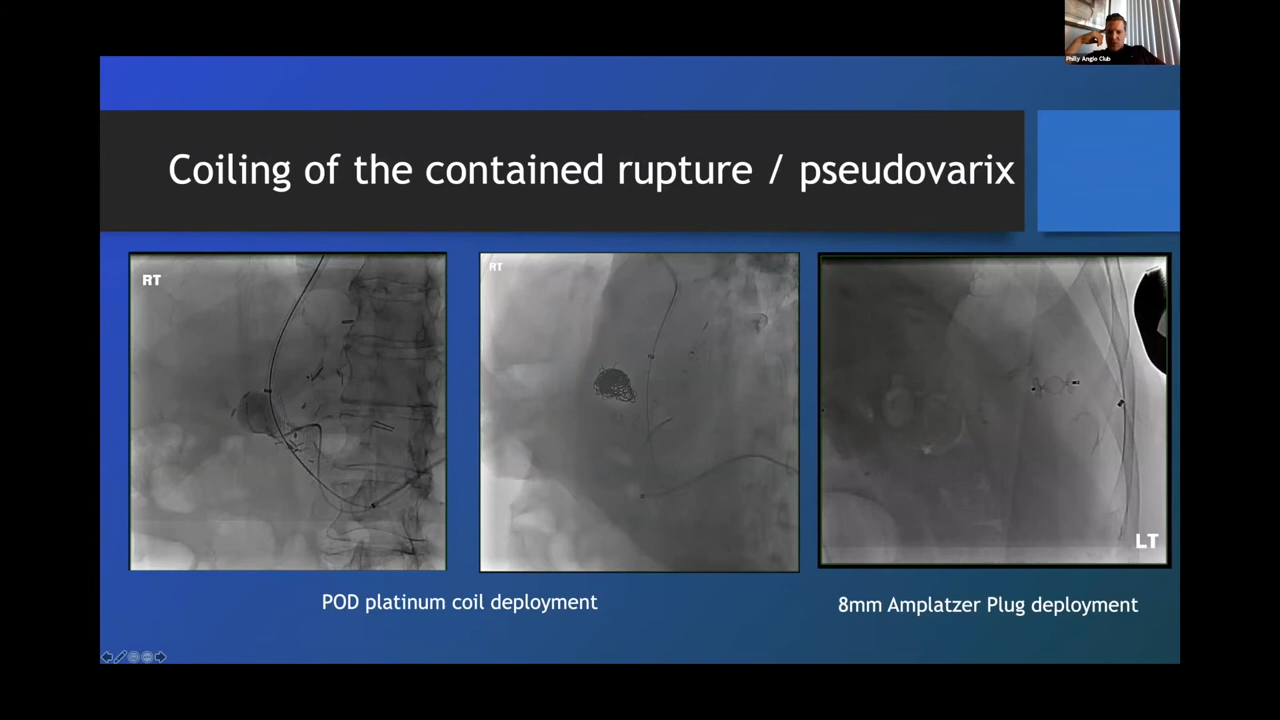 Philly Angio Club
Coiling of the contained rupture / pseudovarix
RT
RT
LT
POD platinum coil deployment
8mm Amplatzer Plug deployment